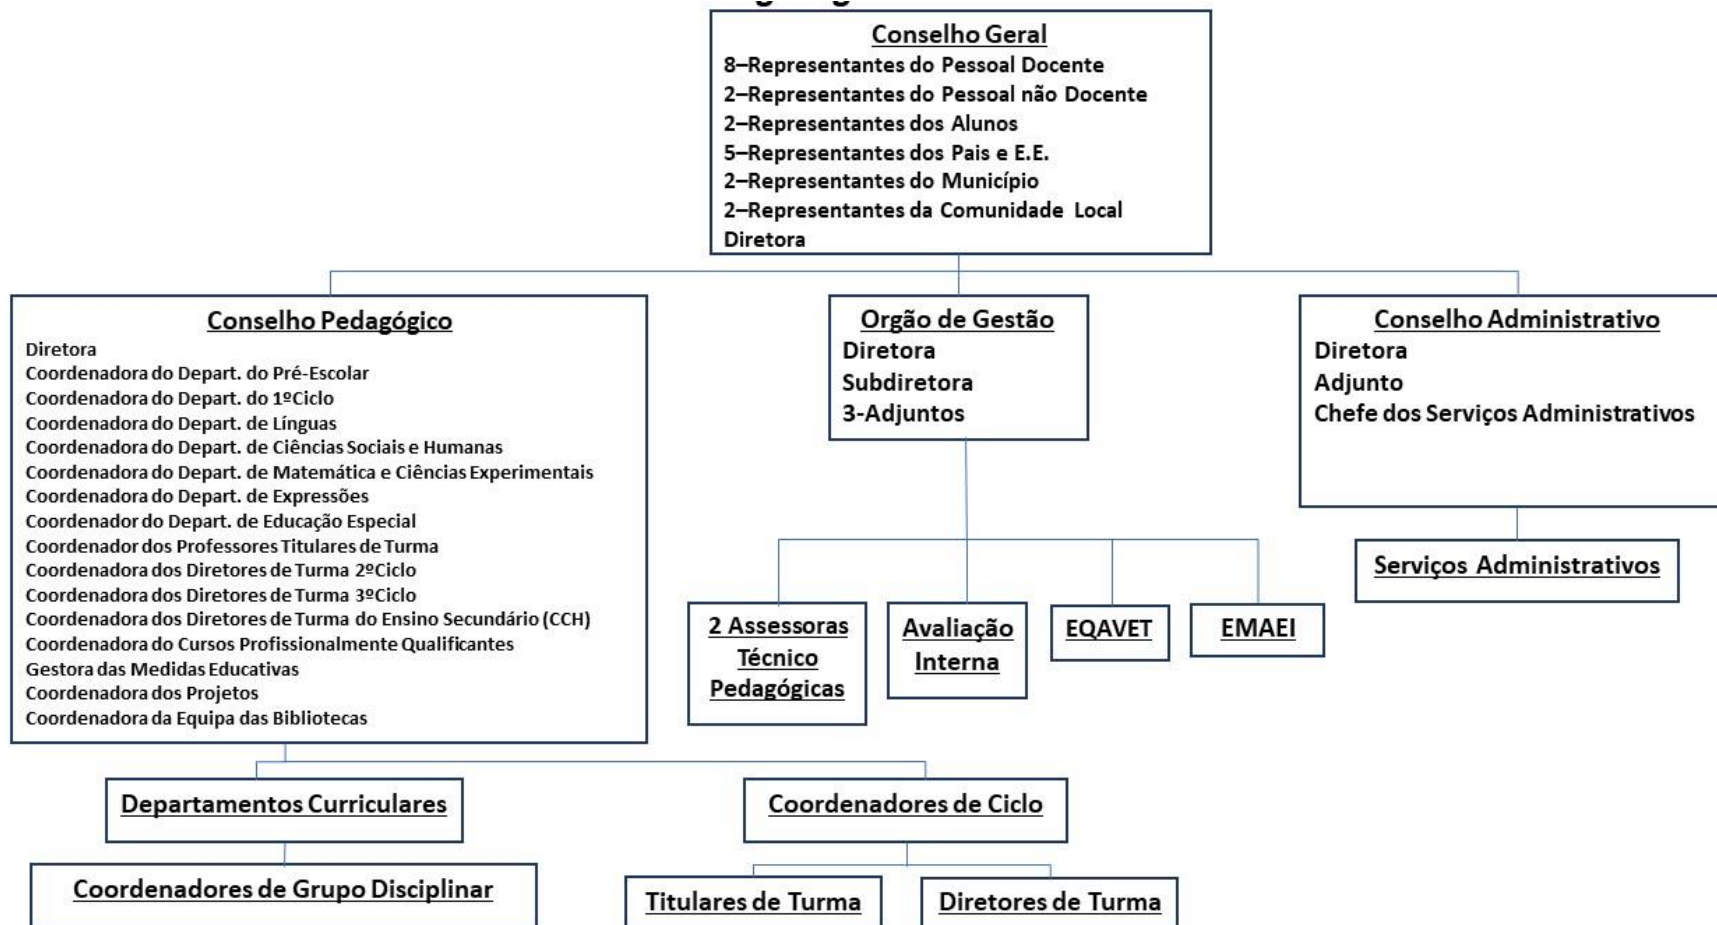 Conselho Geral
8–Representantes do Pessoal Docente
2–Representantes do Pessoal não Docente
2–Representantes dos Alunos
5–Representantes dos Pais e E.E.
2–Representantes do Município
2–Representantes da Comunidade Local
Diretora
Conselho Pedagógico
Diretora
Coordenadora do Depart. do Pré-Escolar
Coordenadora do Depart. do 1ºCiclo
Coordenadora do Depart. de Línguas
Coordenadora do Depart. de Ciências Sociais e Humanas
Coordenadora do Depart. de Matemática e Ciências Experimentais
Coordenadora do Depart. de Expressões
Coordenador do Depart. de Educação Especial
Coordenador dos Professores Titulares de Turma
Coordenadora dos Diretores de Turma 2ºCiclo
Coordenadora dos Diretores de Turma 3ºCiclo
Coordenadora dos Diretores de Turma do Ensino Secundário (CCH)
Coordenadora do Cursos Profissionalmente Qualificantes
Gestora das Medidas Educativas
Coordenadora dos Projetos
Coordenadora da Equipa das Bibliotecas
Orgão de Gestão
Diretora
Subdiretora
3-Adjuntos
Conselho Administrativo
Diretora
Adjunto
Chefe dos Serviços Administrativos
Serviços Administrativos
2 Assessoras
Técnico
Pedagógicas
Avaliação
Interna
EQAVET
EMAEI
Departamentos Curriculares
Coordenadores de Ciclo
Coordenadores de Grupo Disciplinar
Titulares de Turma
Diretores de Turma